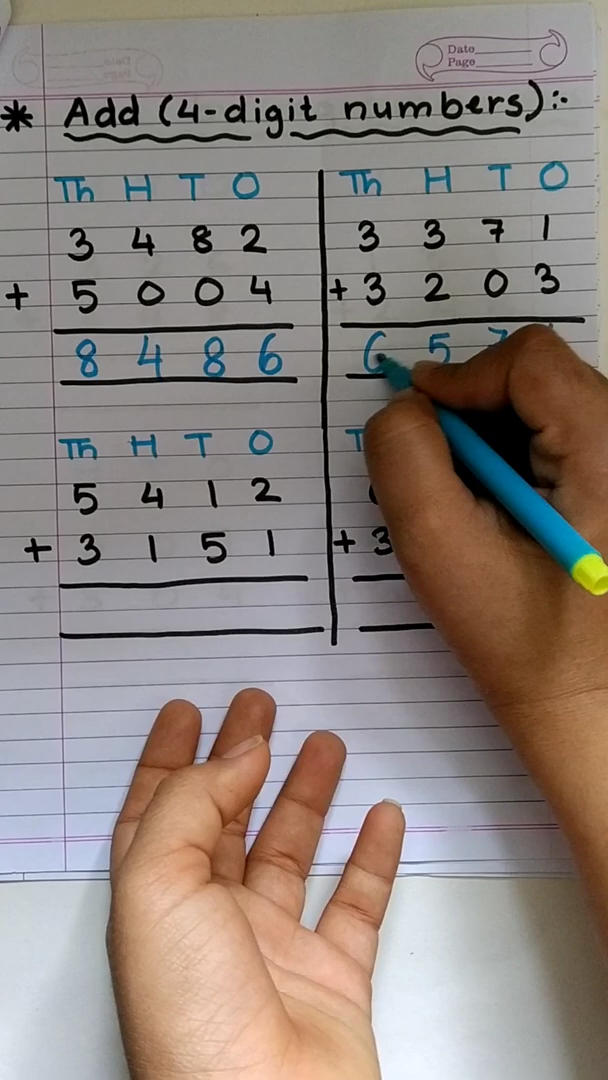 Date
Page
* Add (4-digit numbers):-
Th H T O
3 4 8 2
+ 5 0 0 4
8 4 8 6
Th H T O
3 3 7 1
+ 3 2 0 3
6 5 7
Th H T O
5 4 1 2
+ 3 1 5 1
+ 3